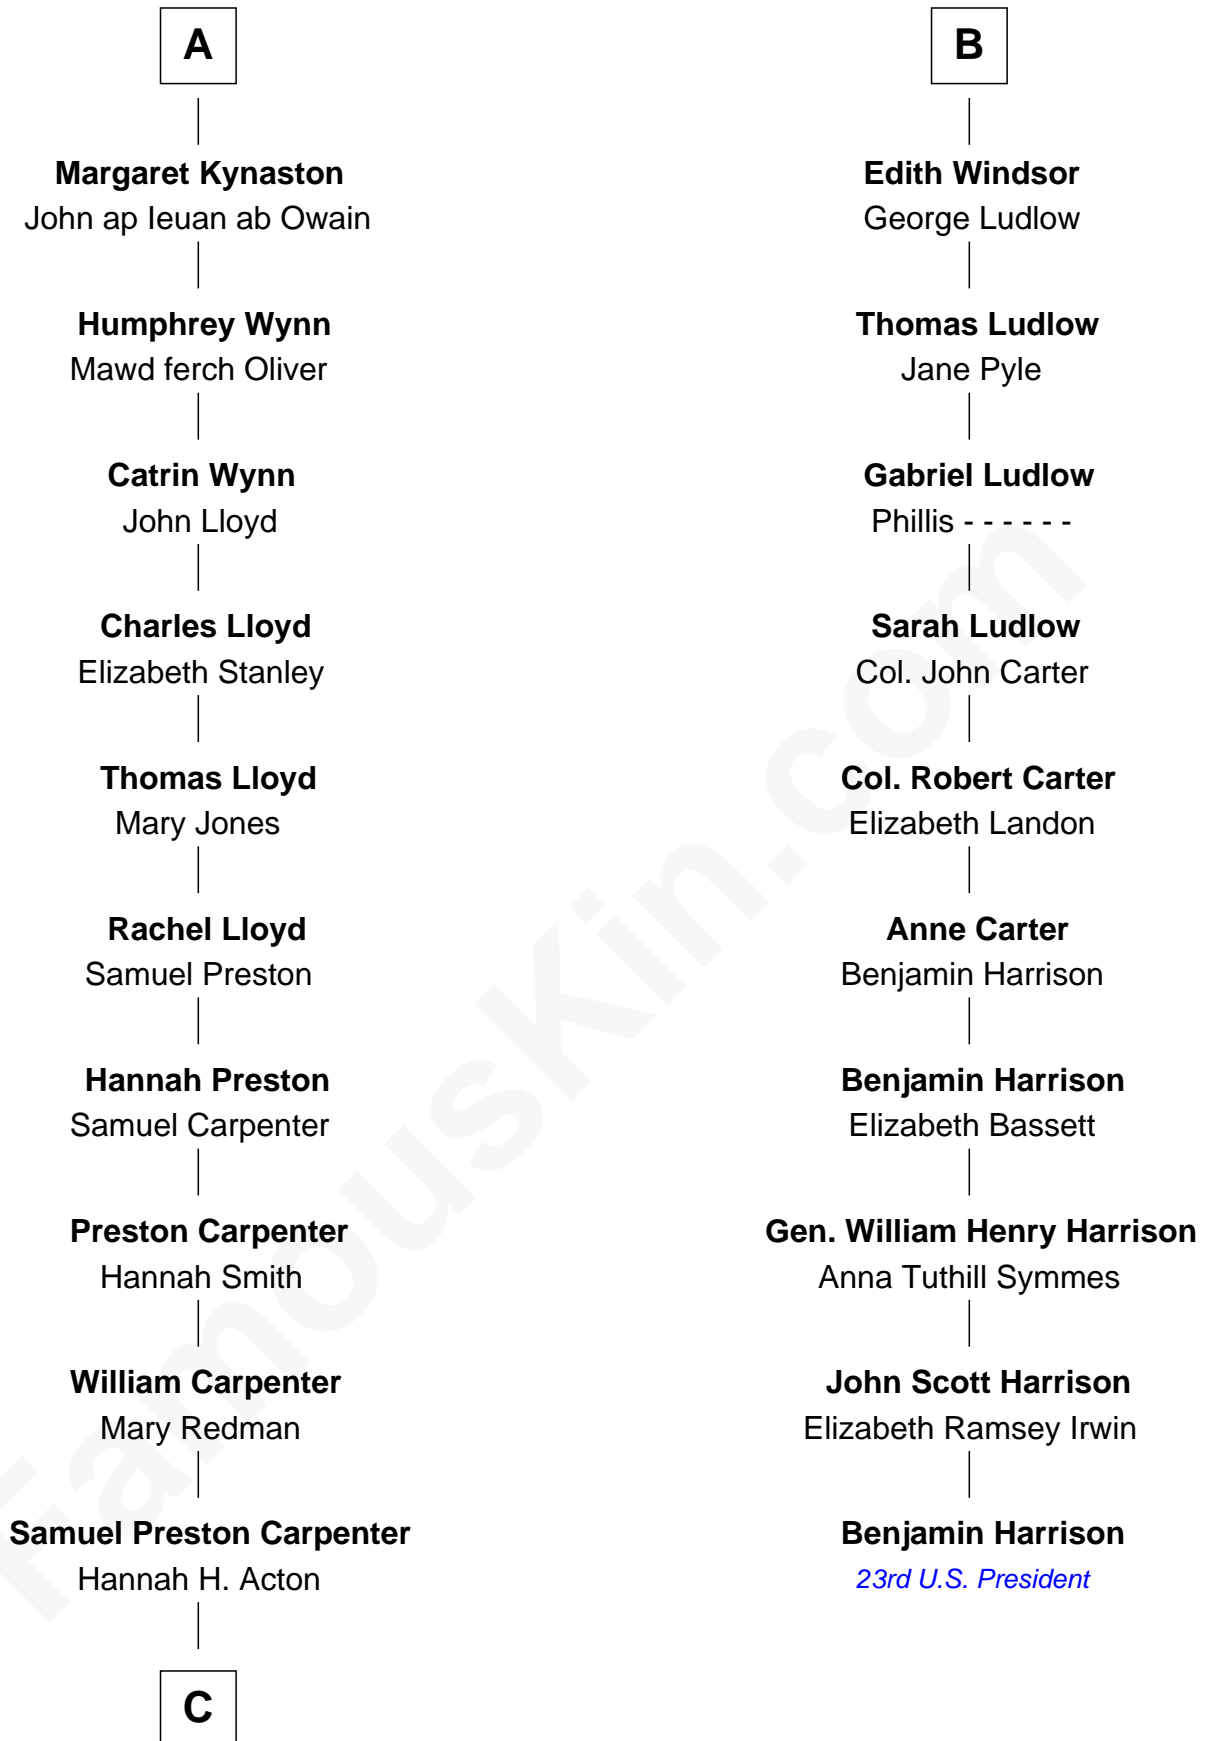 A
Margaret Kynaston
John ap Ieuan ab Owain
Humphrey Wynn
Mawd ferch Oliver
Catrin Wynn
John Lloyd
Charles Lloyd
Elizabeth Stanley
Thomas Lloyd
Mary Jones
Rachel Lloyd
Samuel Preston
Hannah Preston
Samuel Carpenter
Preston Carpenter
Hannah Smith
William Carpenter
Mary Redman
Samuel Preston Carpenter
Hannah H. Acton
C
B
Edith Windsor
George Ludlow
Thomas Ludlow
Jane Pyle
Gabriel Ludlow
Phillis - - - - - -
Sarah Ludlow
Col. John Carter
Col. Robert Carter
Elizabeth Landon
Anne Carter
Benjamin Harrison
Benjamin Harrison
Elizabeth Bassett
Gen. William Henry Harrison
Anna Tuthill Symmes
John Scott Harrison
Elizabeth Ramsey Irwin
Benjamin Harrison
23rd U.S. President
FamousKin.com